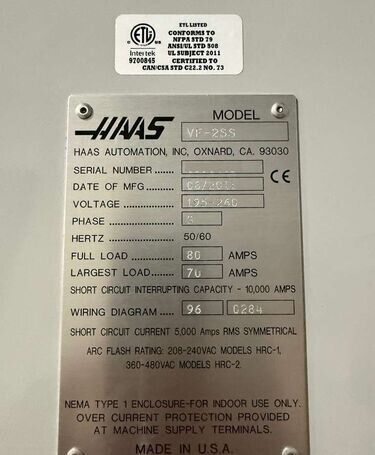 ETL LISTED
CONFORMS TO
NFPA STD 79
ANSI/UL STD 508
UL SUBJECT 2011
CERTIFIED TO
CAN/CSA STD C22.2 NO. 73
c ETL us
Intertek
9700845
HAAS
MODEL
VF-2SS
HAAS AUTOMATION, INC, OXNARD, CA. 93030
SERIAL NUMBER
DATE OF MFG
CE
VOLTAGE 195-260
PHASE 3
HERTZ 50/60
FULL LOAD 80 AMPS
LARGEST LOAD 70 AMPS
SHORT CIRCUIT INTERRUPTING CAPACITY - 10,000 AMPS
WIRING DIAGRAM 96 0284
SHORT CIRCUIT CURRENT 5,000 Amps RMS SYMMETRICAL
ARC FLASH RATING: 208-240VAC MODELS HRC-1,
360-480VAC MODELS HRC-2.
NEMA TYPE 1 ENCLOSURE-FOR INDOOR USE ONLY.
OVER CURRENT PROTECTION PROVIDED
AT MACHINE SUPPLY TERMINALS.
MADE IN U.S.A.